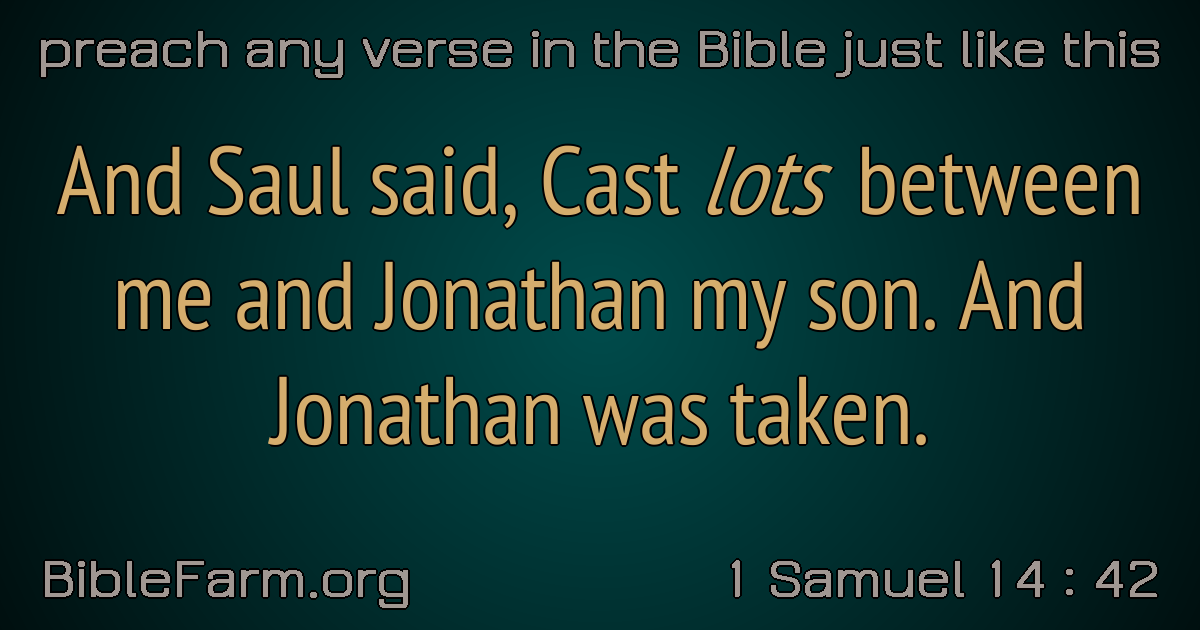 preach any verse in the Bible just like this
And Saul said, Cast lots between
me and Jonathan my son. And
Jonathan was taken.
BibleFarm.org
1 Samuel 14 : 42